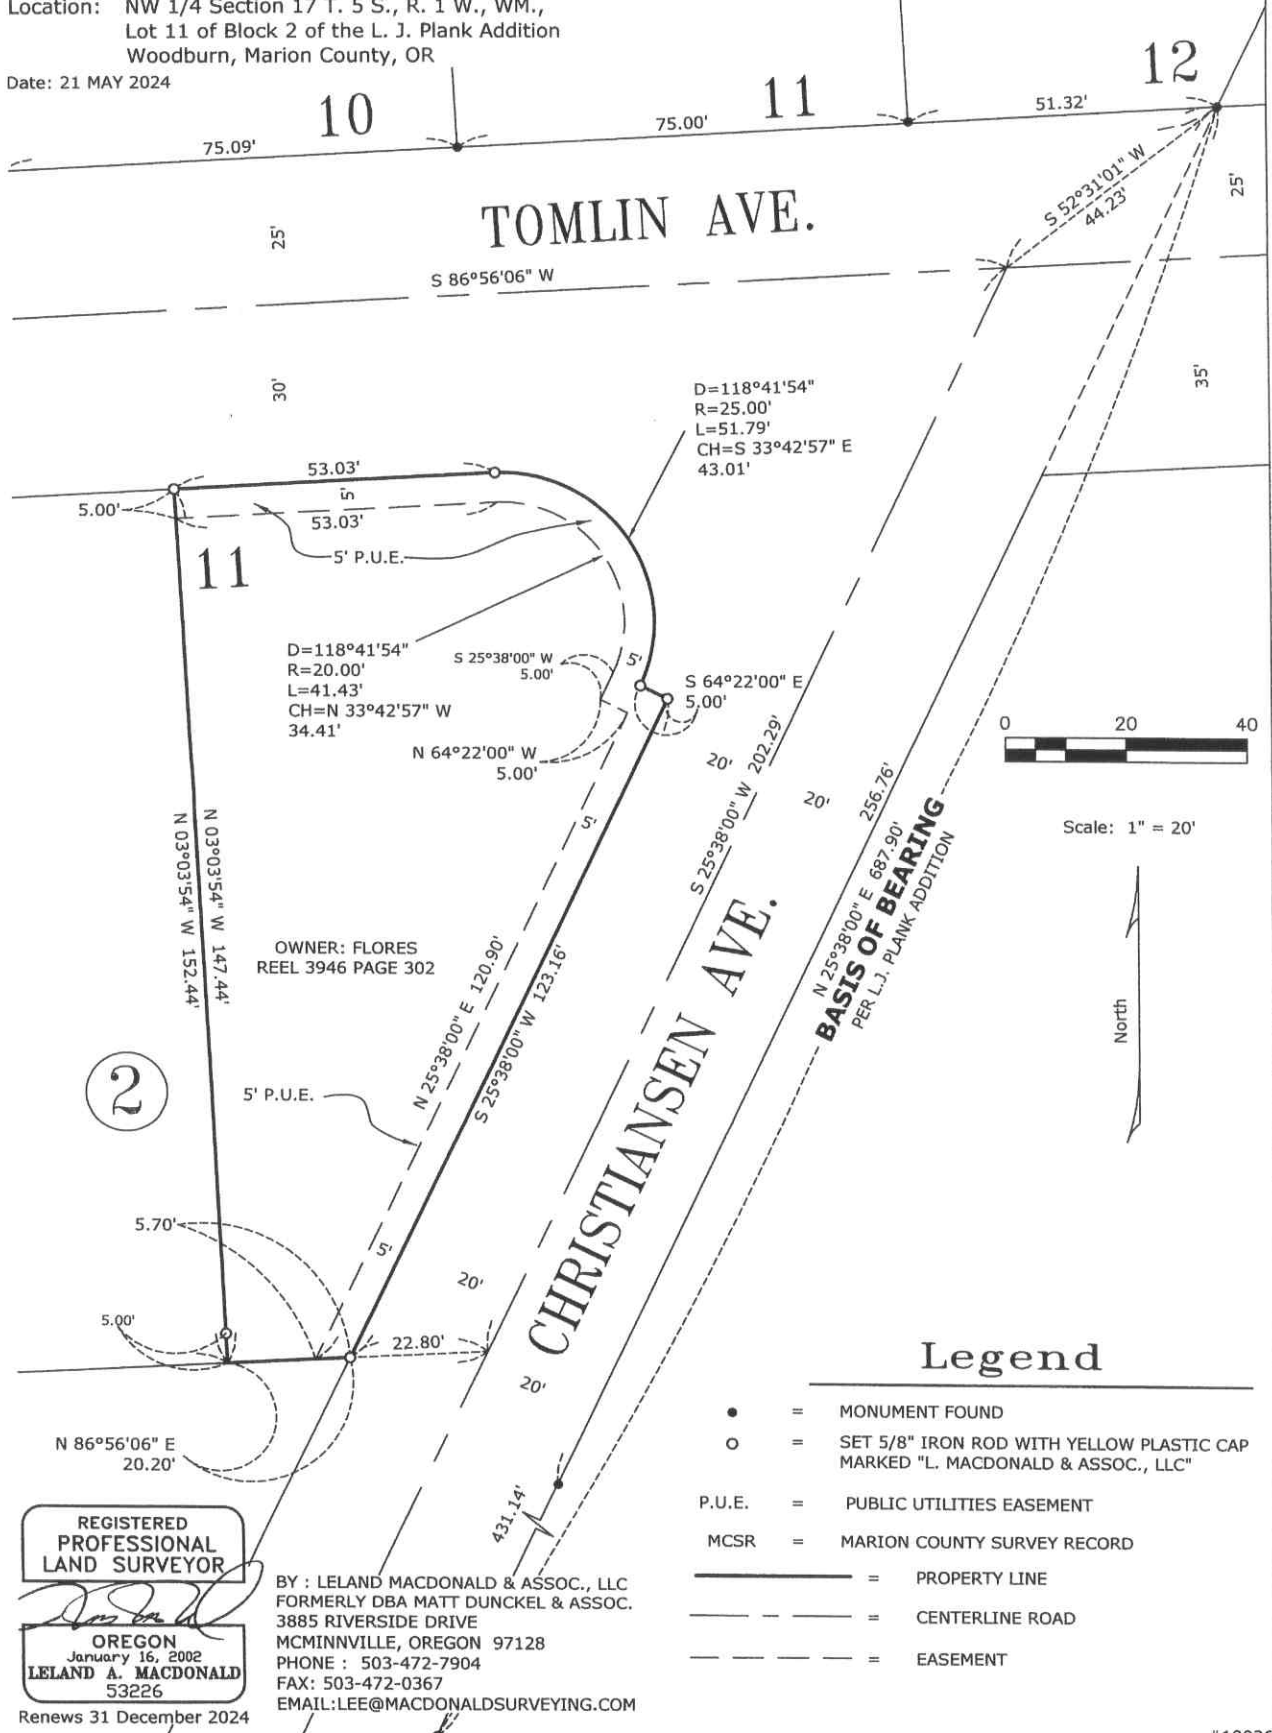 Location: NW 1/4 Section 17 T. 5 S., R. 1 W., WM.,
Lot 11 of Block 2 of the L. J. Plank Addition
Woodburn, Marion County, OR
Date: 21 MAY 2024
10
11
12
75.09'
75.00'
51.32'
S 52°31'01" W
44.23'
25'
25'
TOMLIN AVE.
S 86°56'06" W
30'
35'
D=118°41'54"
R=25.00'
L=51.79'
CH=S 33°42'57" E
43.01'
53.03'
5'
5.00'
53.03'
5' P.U.E.
11
D=118°41'54"
R=20.00'
L=41.43'
CH=N 33°42'57" W
34.41'
S 25°38'00" W
5.00'
5'
S 64°22'00" E
5.00'
N 64°22'00" W
5.00'
0 20 40
Scale: 1" = 20'
North
20'
20'
S 25°38'00" W 202.29'
256.76'
N 25°38'00" E 687.90'
BASIS OF BEARING
PER L.J. PLANK ADDITION
5'
N 03°03'54" W 147.44'
N 03°03'54" W 152.44'
OWNER: FLORES
REEL 3946 PAGE 302
N 25°38'00" E 120.90'
S 25°38'00" W 123.16'
CHRISTIANSEN AVE.
2
5' P.U.E.
5.70'
5'
20'
5.00'
22.80'
20'
N 86°56'06" E
20.20'
431.14'
Legend
= MONUMENT FOUND
= SET 5/8" IRON ROD WITH YELLOW PLASTIC CAP
MARKED "L. MACDONALD & ASSOC., LLC"
P.U.E. = PUBLIC UTILITIES EASEMENT
MCSR = MARION COUNTY SURVEY RECORD
= PROPERTY LINE
= CENTERLINE ROAD
= EASEMENT
REGISTERED
PROFESSIONAL
LAND SURVEYOR
OREGON
January 16, 2002
LELAND A. MACDONALD
53226
Renews 31 December 2024
BY : LELAND MACDONALD & ASSOC., LLC
FORMERLY DBA MATT DUNCKEL & ASSOC.
3885 RIVERSIDE DRIVE
MCMINNVILLE, OREGON 97128
PHONE : 503-472-7904
FAX: 503-472-0367
EMAIL:LEE@MACDONALDSURVEYING.COM